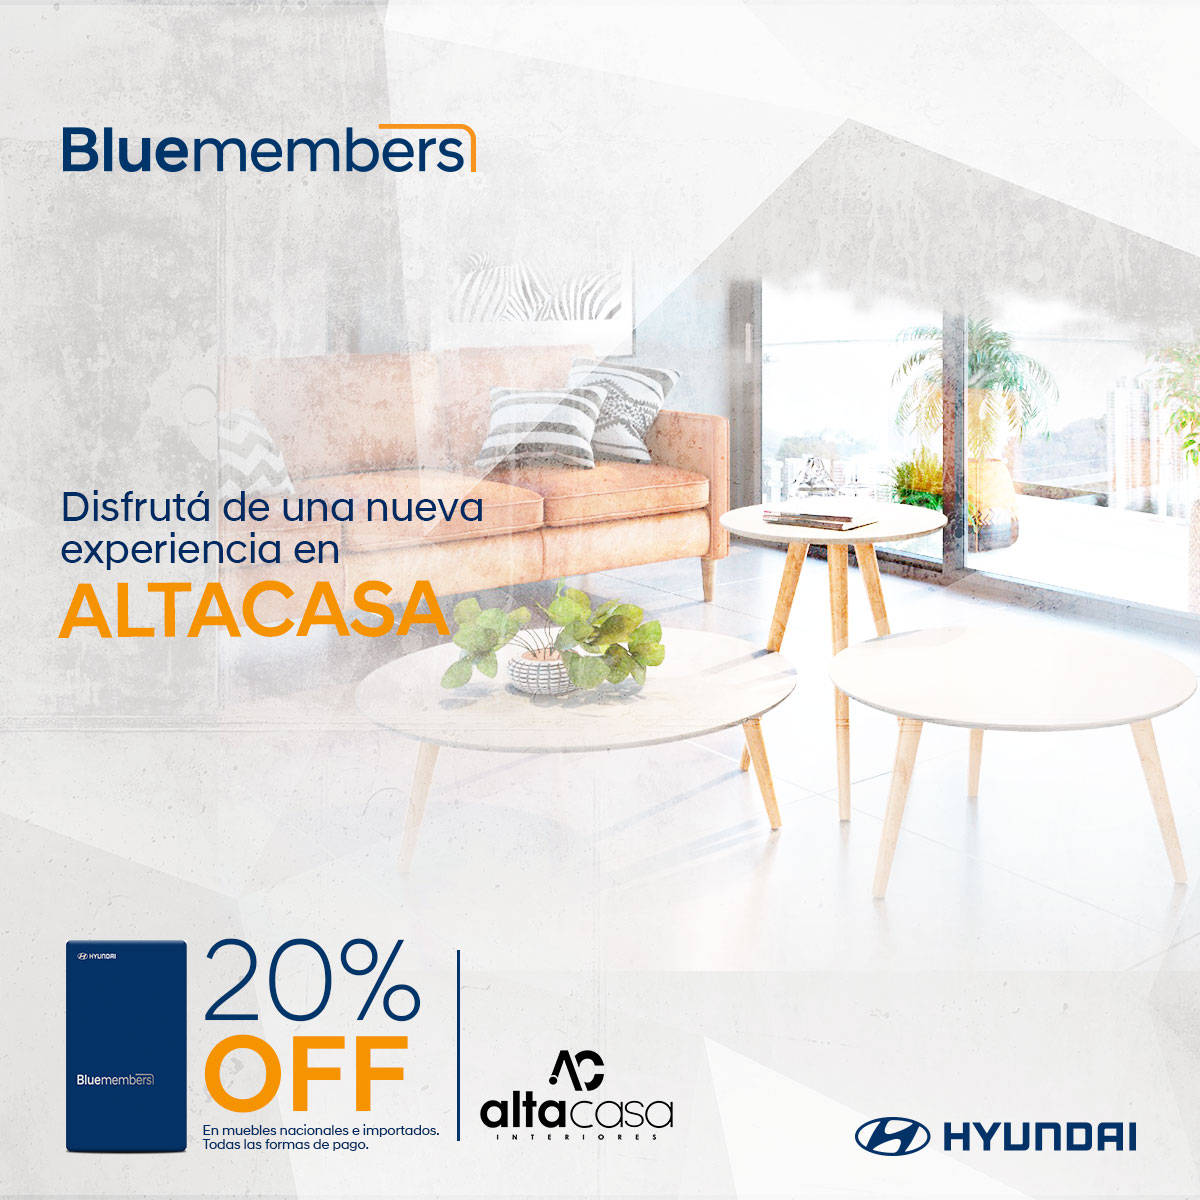 Bluemembers
Disfrutá de una nueva
experiencia en
ALTACASA
HYUNDAI
Bluemembers
20%
OFF
En muebles nacionales e importados.
Todas las formas de pago.
AC
altacasa
INTERIORES
HYUNDAI